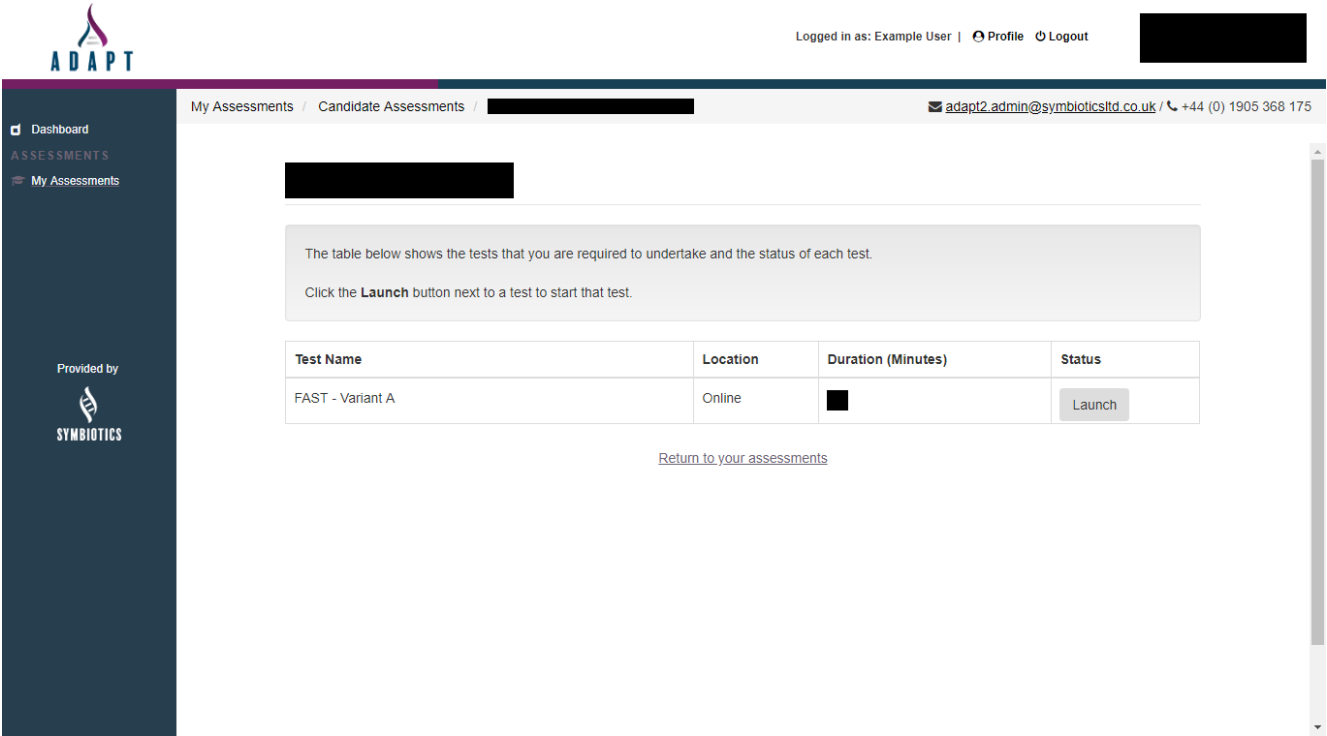 ADAPT
Logged in as: Example User | Profile Logout
My Assessments / Candidate Assessments /
adapt2.admin@symbioticsltd.co.uk / +44 (0) 1905 368 175
Dashboard
ASSESSMENTS
My Assessments
Provided by
SYMBIOTICS
The table below shows the tests that you are required to undertake and the status of each test.
Click the Launch button next to a test to start that test.
Test Name Location Duration (Minutes) Status
FAST - Variant A Online Launch
Return to your assessments